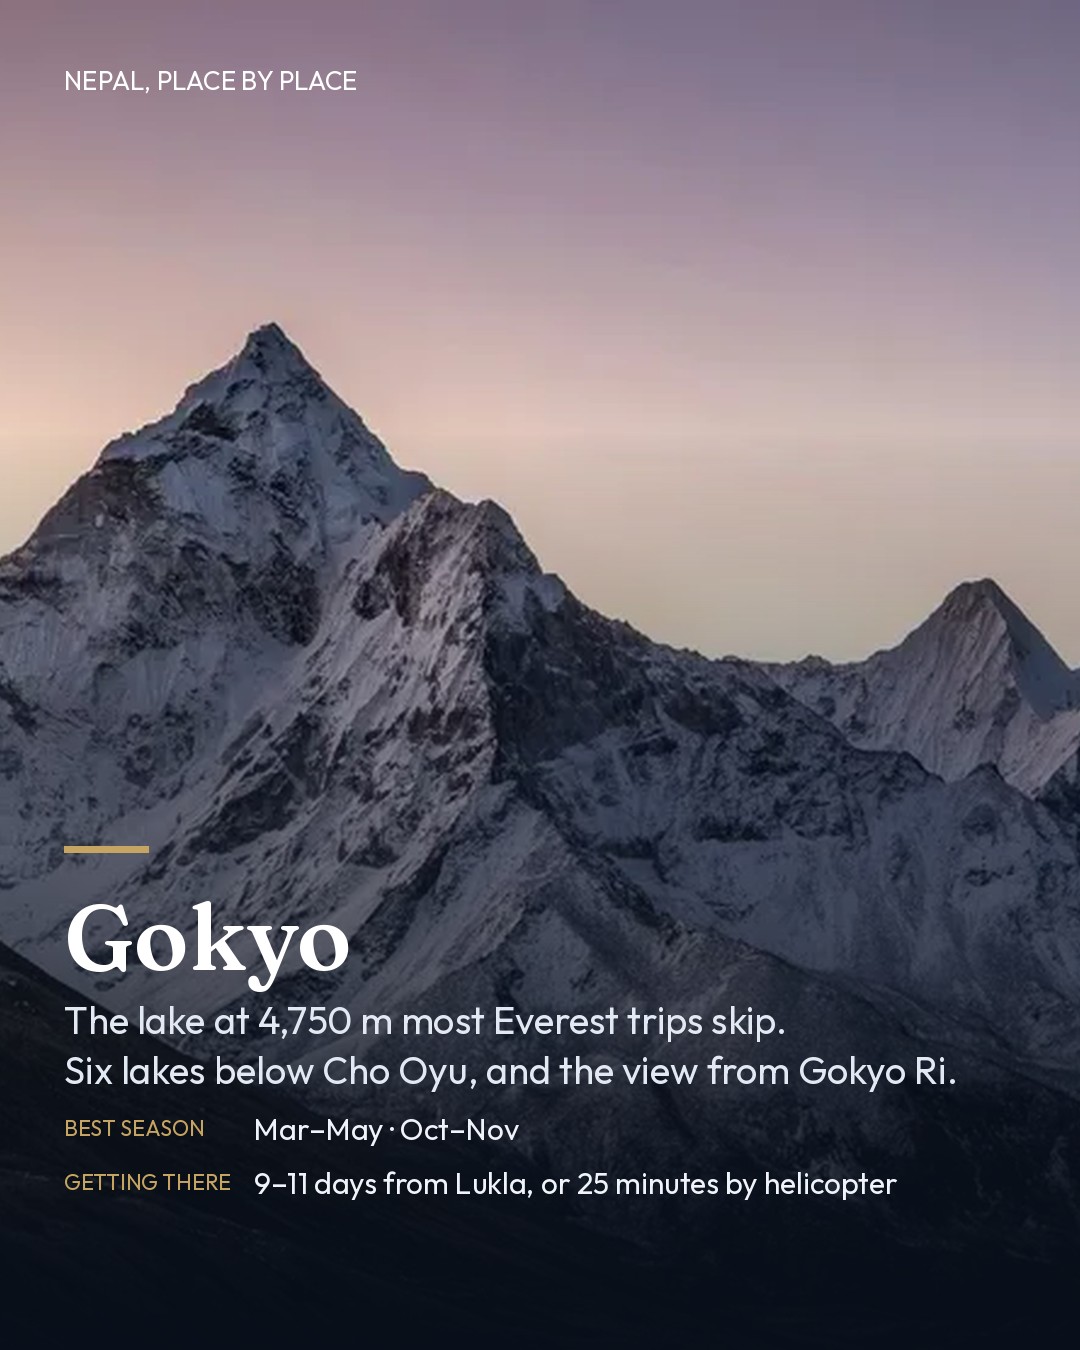 NEPAL, PLACE BY PLACE
Gokyo
The lake at 4,750 m most Everest trips skip.
Six lakes below Cho Oyu, and the view from Gokyo Ri.
BEST SEASON Mar–May · Oct–Nov
GETTING THERE 9–11 days from Lukla, or 25 minutes by helicopter